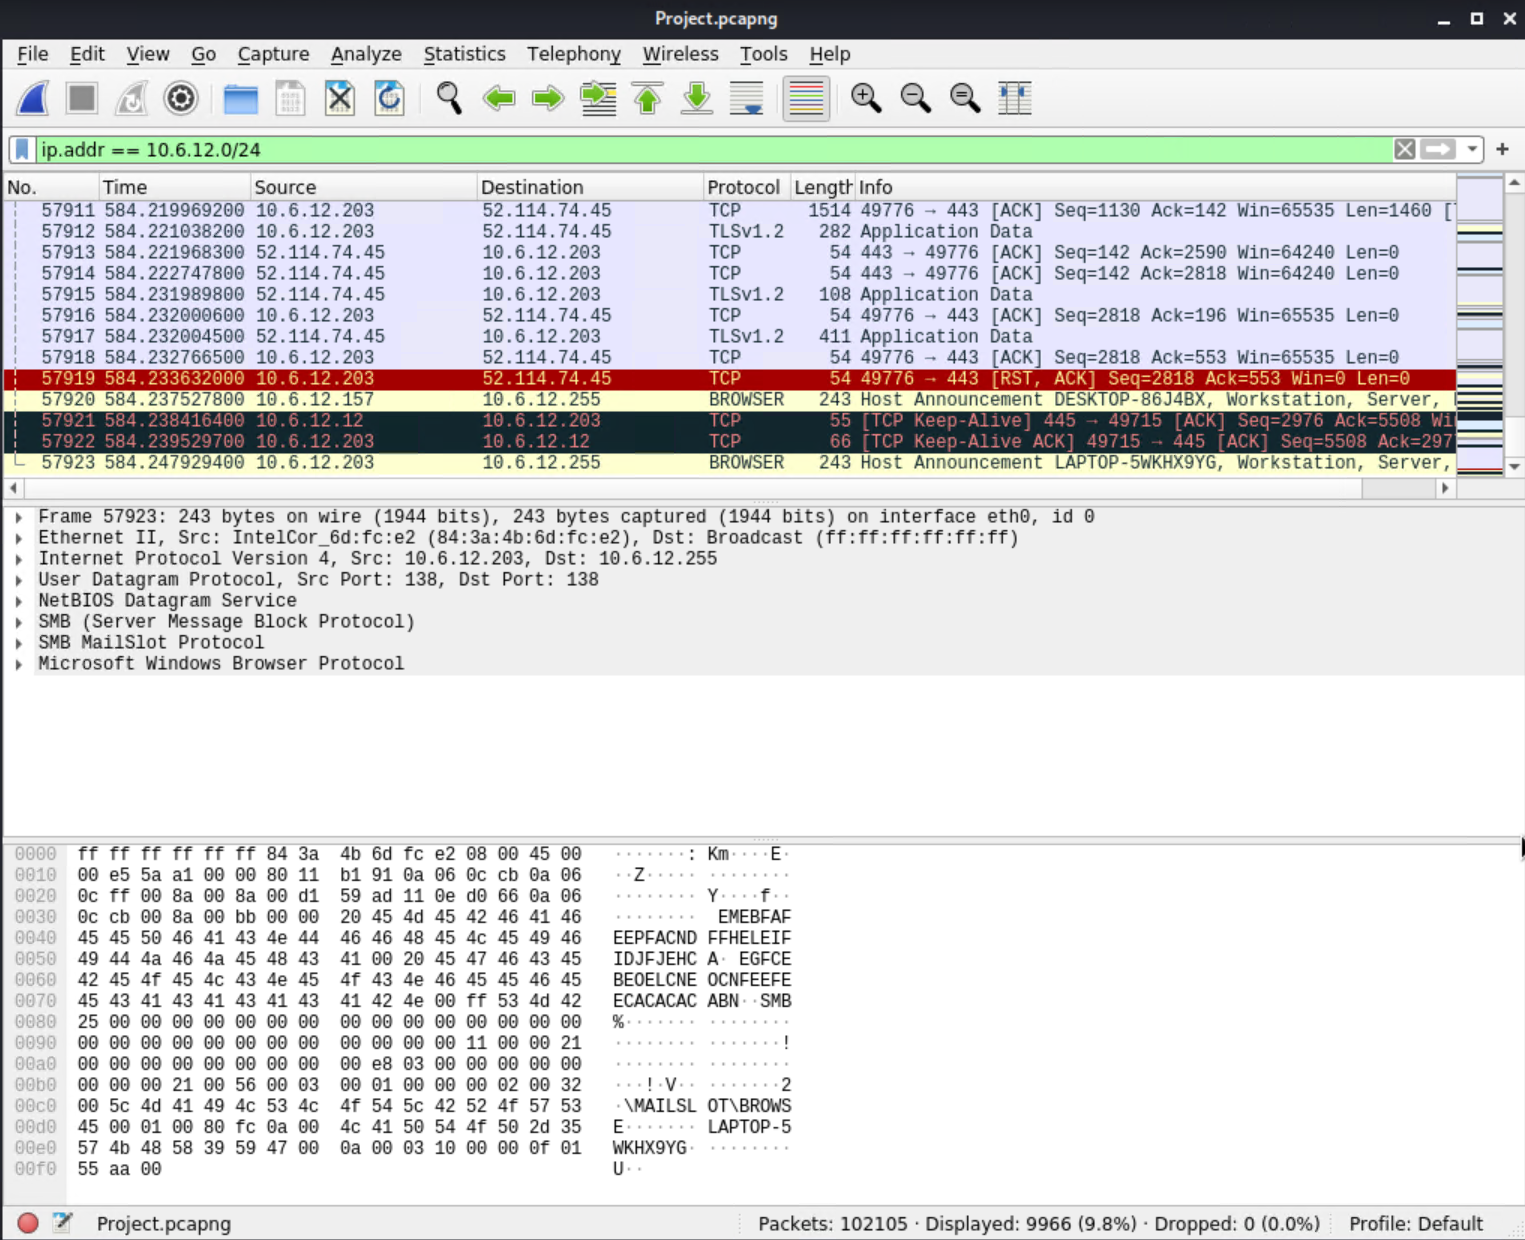 Project.pcapng
File Edit View Go Capture Analyze Statistics Telephony Wireless Tools Help
ip.addr == 10.6.12.0/24
No. Time Source Destination Protocol Length Info
57911 584.219969200 10.6.12.203 52.114.74.45 TCP 1514 49776 → 443 [ACK] Seq=1130 Ack=142 Win=65535 Len=1460 [
57912 584.221038200 10.6.12.203 52.114.74.45 TLSv1.2 282 Application Data
57913 584.221968300 52.114.74.45 10.6.12.203 TCP 54 443 → 49776 [ACK] Seq=142 Ack=2590 Win=64240 Len=0
57914 584.222747800 52.114.74.45 10.6.12.203 TCP 54 443 → 49776 [ACK] Seq=142 Ack=2818 Win=64240 Len=0
57915 584.231989800 52.114.74.45 10.6.12.203 TLSv1.2 108 Application Data
57916 584.232000600 10.6.12.203 52.114.74.45 TCP 54 49776 → 443 [ACK] Seq=2818 Ack=196 Win=65535 Len=0
57917 584.232004500 52.114.74.45 10.6.12.203 TLSv1.2 411 Application Data
57918 584.232766500 10.6.12.203 52.114.74.45 TCP 54 49776 → 443 [ACK] Seq=2818 Ack=553 Win=65535 Len=0
57919 584.233632000 10.6.12.203 52.114.74.45 TCP 54 49776 → 443 [RST, ACK] Seq=2818 Ack=553 Win=0 Len=0
57920 584.237527800 10.6.12.157 10.6.12.255 BROWSER 243 Host Announcement DESKTOP-86J4BX, Workstation, Server,
57921 584.238416400 10.6.12.12 10.6.12.203 TCP 55 [TCP Keep-Alive] 445 → 49715 [ACK] Seq=2976 Ack=5508 Wi
57922 584.239529700 10.6.12.203 10.6.12.12 TCP 66 [TCP Keep-Alive ACK] 49715 → 445 [ACK] Seq=5508 Ack=297
57923 584.247929400 10.6.12.203 10.6.12.255 BROWSER 243 Host Announcement LAPTOP-5WKHX9YG, Workstation, Server,
Frame 57923: 243 bytes on wire (1944 bits), 243 bytes captured (1944 bits) on interface eth0, id 0
Ethernet II, Src: IntelCor_6d:fc:e2 (84:3a:4b:6d:fc:e2), Dst: Broadcast (ff:ff:ff:ff:ff:ff)
Internet Protocol Version 4, Src: 10.6.12.203, Dst: 10.6.12.255
User Datagram Protocol, Src Port: 138, Dst Port: 138
NetBIOS Datagram Service
SMB (Server Message Block Protocol)
SMB MailSlot Protocol
Microsoft Windows Browser Protocol
0000 ff ff ff ff ff ff 84 3a 4b 6d fc e2 08 00 45 00 ·······: Km····E·
0010 00 e5 5a a1 00 00 80 11 b1 91 0a 06 0c cb 0a 06 ··Z····· ········
0020 0c ff 00 8a 00 8a 00 d1 59 ad 11 0e d0 66 0a 06 ········ Y····f··
0030 0c cb 00 8a 00 bb 00 00 20 45 4d 45 42 46 41 46 ········ EMEBFAF
0040 45 45 50 46 41 43 4e 44 46 46 48 45 4c 45 49 46 EEPFACND FFHELEIF
0050 49 44 4a 46 4a 45 48 43 41 00 20 45 47 46 43 45 IDJFJEHC A· EGFCE
0060 42 45 4f 45 4c 43 4e 45 4f 43 4e 46 45 45 46 45 BEOELCNE OCNFEEFE
0070 45 43 41 43 41 43 41 43 41 42 4e 00 ff 53 4d 42 ECACACAC ABN··SMB
0080 25 00 00 00 00 00 00 00 00 00 00 00 00 00 00 00 %······· ········
0090 00 00 00 00 00 00 00 00 00 00 00 00 11 00 00 21 ········ ·······!
00a0 00 00 00 00 00 00 00 00 00 e8 03 00 00 00 00 00 ········ ········
00b0 00 00 00 21 00 56 00 03 00 01 00 00 00 02 00 32 ···!·V·· ·······2
00c0 00 5c 4d 41 49 4c 53 4c 4f 54 5c 42 52 4f 57 53 ·\MAILSL OT\BROWS
00d0 45 00 01 00 80 fc 0a 00 4c 41 50 54 4f 50 2d 35 E······· LAPTOP-5
00e0 57 4b 48 58 39 59 47 00 0a 00 03 10 00 00 0f 01 WKHX9YG· ········
00f0 55 aa 00 U··
Project.pcapng Packets: 102105 · Displayed: 9966 (9.8%) · Dropped: 0 (0.0%) Profile: Default